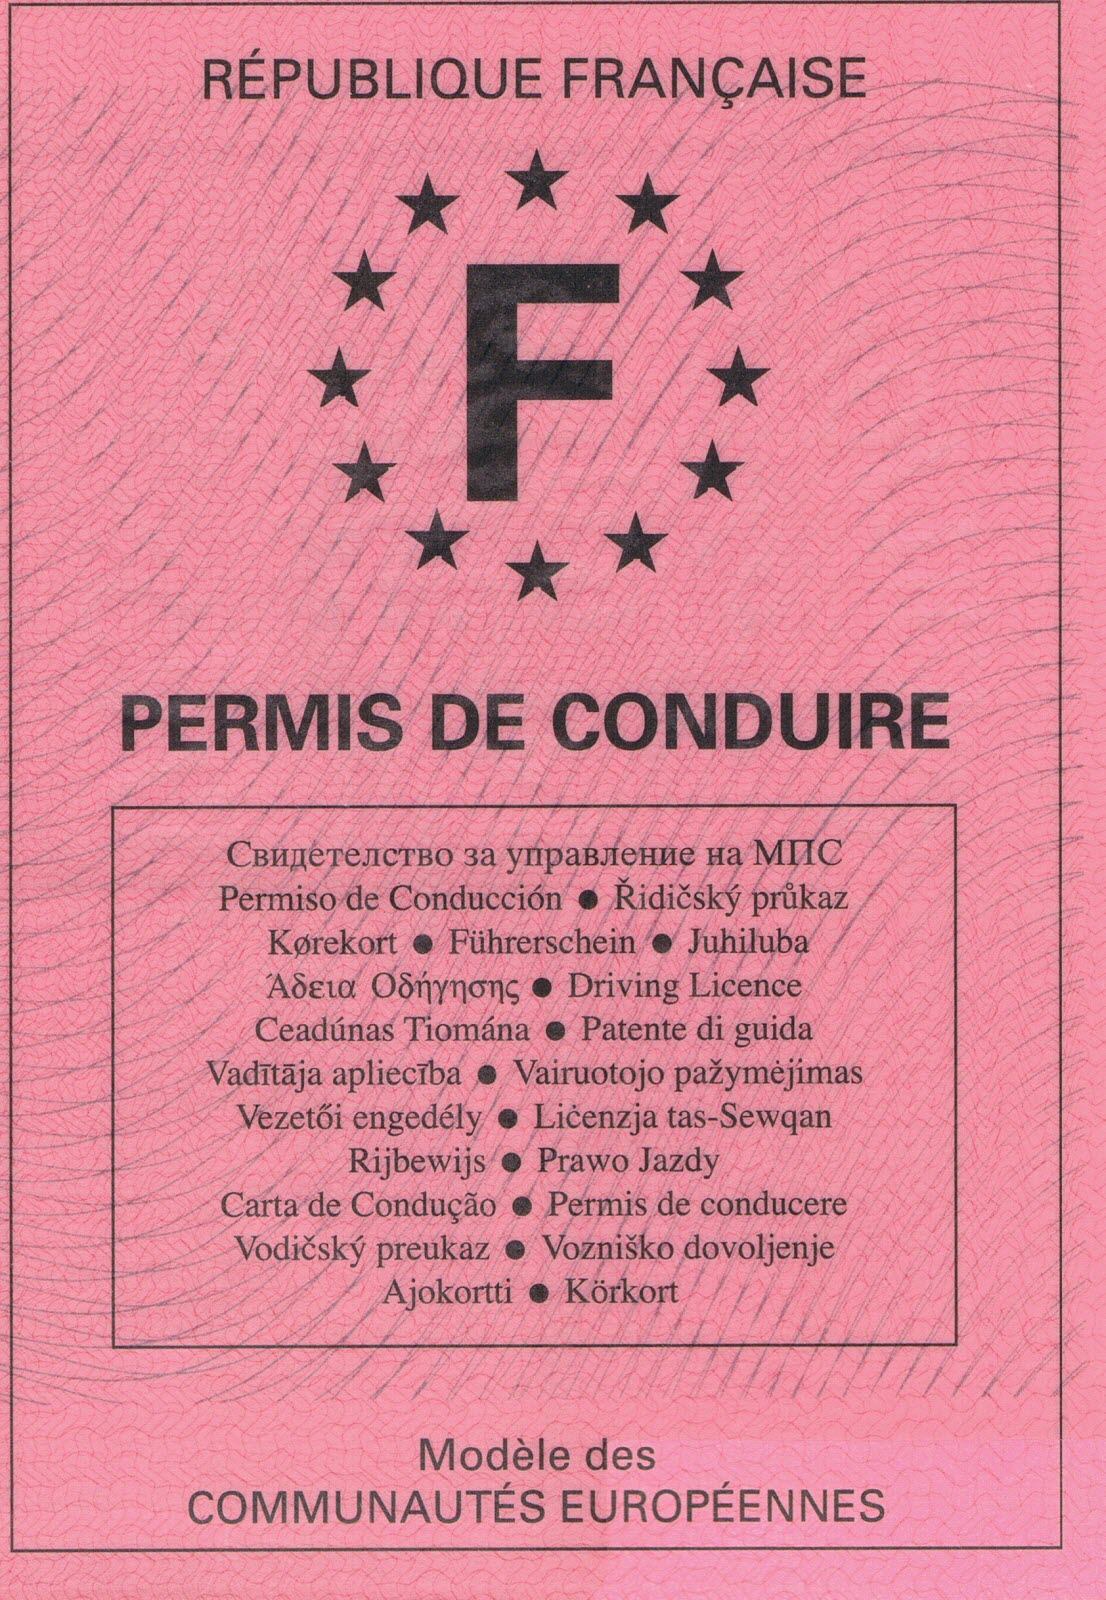 RÉPUBLIQUE FRANÇAISE
F
PERMIS DE CONDUIRE
Свидетелство за управление на МПС
Permiso de Conducción ● Řidičský průkaz
Kørekort ● Führerschein ● Juhiluba
Άδεια Οδήγησης ● Driving Licence
Ceadúnas Tiomána ● Patente di guida
Vadītāja apliecība ● Vairuotojo pažymėjimas
Vezetői engedély ● Liċenzja tas-Sewqan
Rijbewijs ● Prawo Jazdy
Carta de Condução ● Permis de conducere
Vodičský preukaz ● Vozniško dovoljenje
Ajokortti ● Körkort
Modèle des
COMMUNAUTÉS EUROPÉENNES